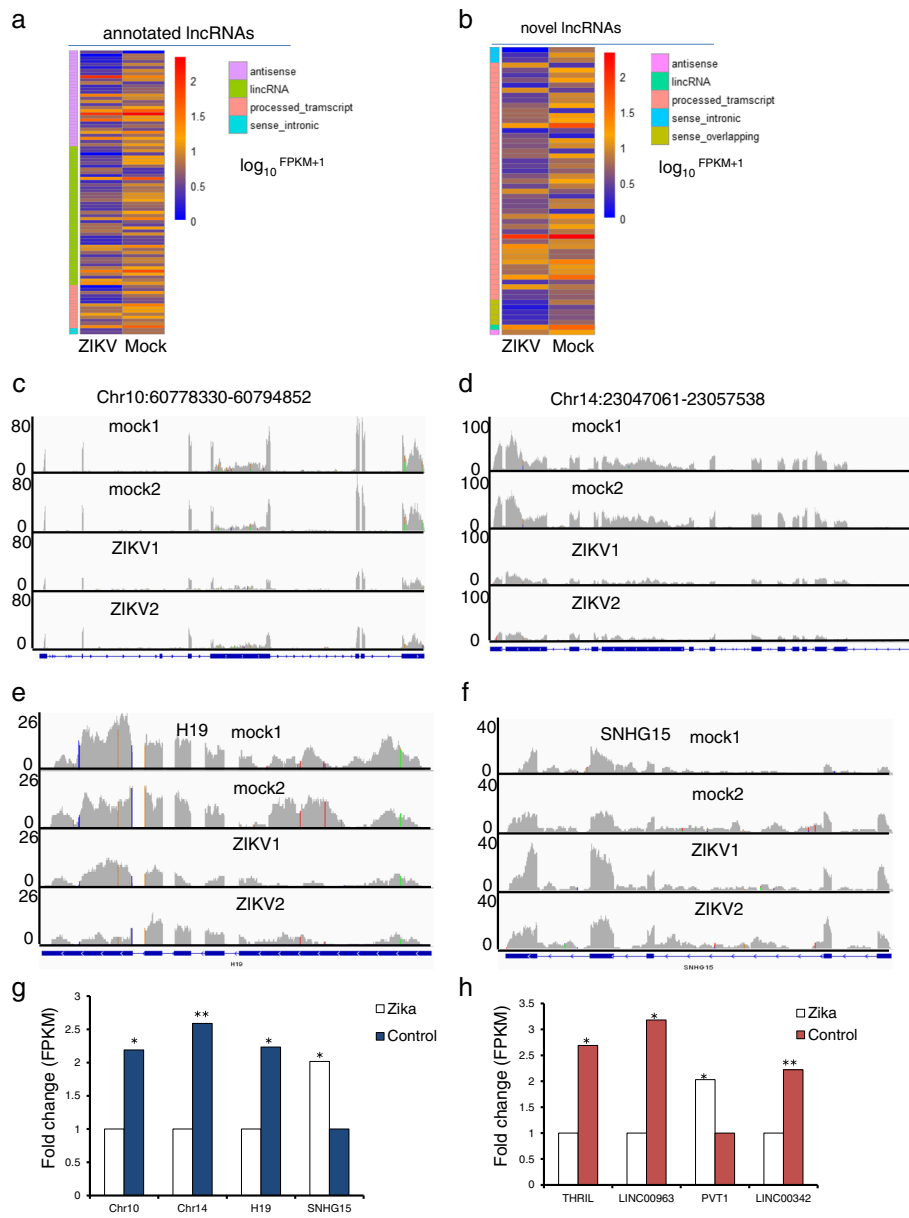 a
annotated lncRNAs
2
1.5
1
0.5
0
antisense
lincRNA
processed_transcript
sense_intronic
log10 FPKM+1
ZIKV Mock
b
novel lncRNAs
2
1.5
1
0.5
0
antisense
lincRNA
processed_transcript
sense_intronic
sense_overlapping
log10 FPKM+1
ZIKV Mock
c
Chr10:60778330-60794852
80
mock1
0
80
mock2
0
80
ZIKV1
0
80
ZIKV2
0
d
Chr14:23047061-23057538
100
mock1
0
100
mock2
0
100
ZIKV1
0
100
ZIKV2
0
e
26
H19
mock1
0
26
mock2
0
26
ZIKV1
0
26
ZIKV2
0
H19
f
40
SNHG15
mock1
0
40
mock2
0
40
ZIKV1
0
40
ZIKV2
0
SNHG15
g
Fold change (FPKM)
3
2.5
2
1.5
1
0.5
0
*
**
*
*
Zika
Control
Chr10 Chr14 H19 SNHG15
h
Fold change (FPKM)
3.5
3
2.5
2
1.5
1
0.5
0
*
*
*
**
Zika
Control
THRIL LINC00963 PVT1 LINC00342